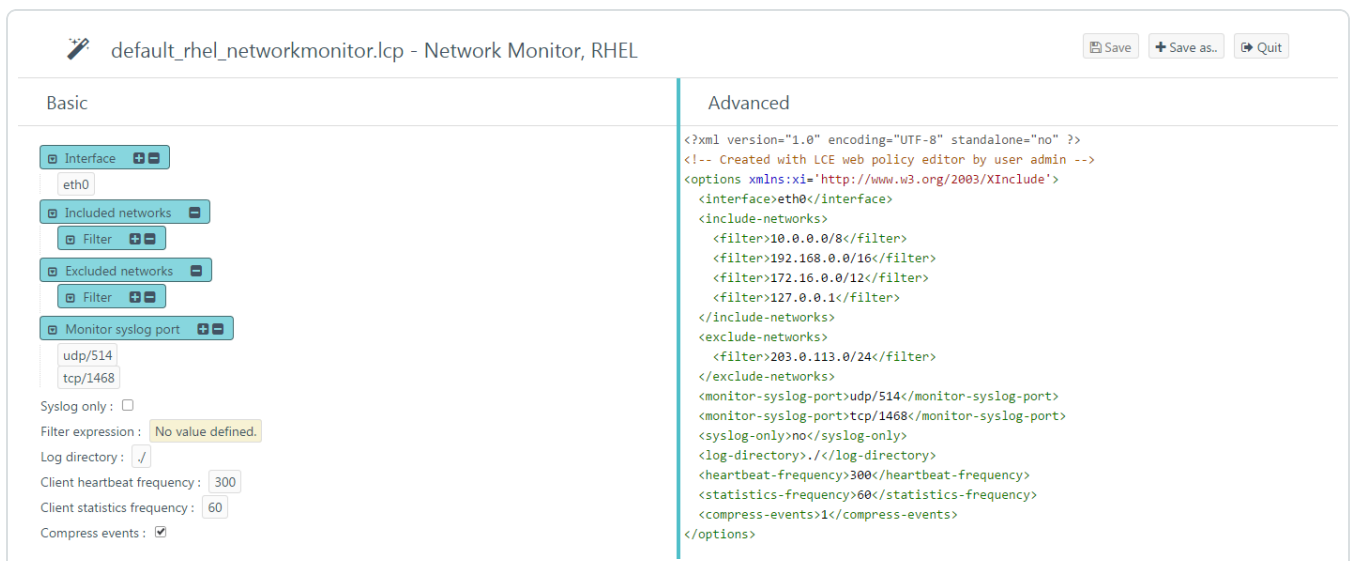 default_rhel_networkmonitor.lcp - Network Monitor, RHEL
Save
Save as..
Quit
Basic
Interface
eth0
Included networks
Filter
Excluded networks
Filter
Monitor syslog port
udp/514
tcp/1468
Syslog only :
Filter expression : No value defined.
Log directory : ./
Client heartbeat frequency : 300
Client statistics frequency : 60
Compress events :
Advanced
<?xml version="1.0" encoding="UTF-8" standalone="no" ?>
<!-- Created with LCE web policy editor by user admin -->
<options xmlns:xi='http://www.w3.org/2003/XInclude'>
<interface>eth0</interface>
<include-networks>
<filter>10.0.0.0/8</filter>
<filter>192.168.0.0/16</filter>
<filter>172.16.0.0/12</filter>
<filter>127.0.0.1</filter>
</include-networks>
<exclude-networks>
<filter>203.0.113.0/24</filter>
</exclude-networks>
<monitor-syslog-port>udp/514</monitor-syslog-port>
<monitor-syslog-port>tcp/1468</monitor-syslog-port>
<syslog-only>no</syslog-only>
<log-directory>./</log-directory>
<heartbeat-frequency>300</heartbeat-frequency>
<statistics-frequency>60</statistics-frequency>
<compress-events>1</compress-events>
</options>